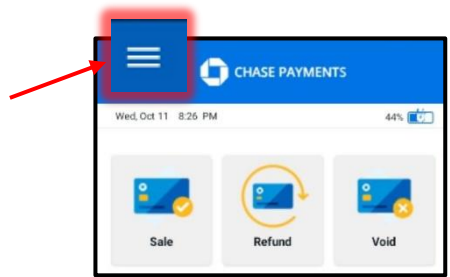 CHASE PAYMENTS
Wed, Oct 11 8:26 PM 44%
Sale Refund Void